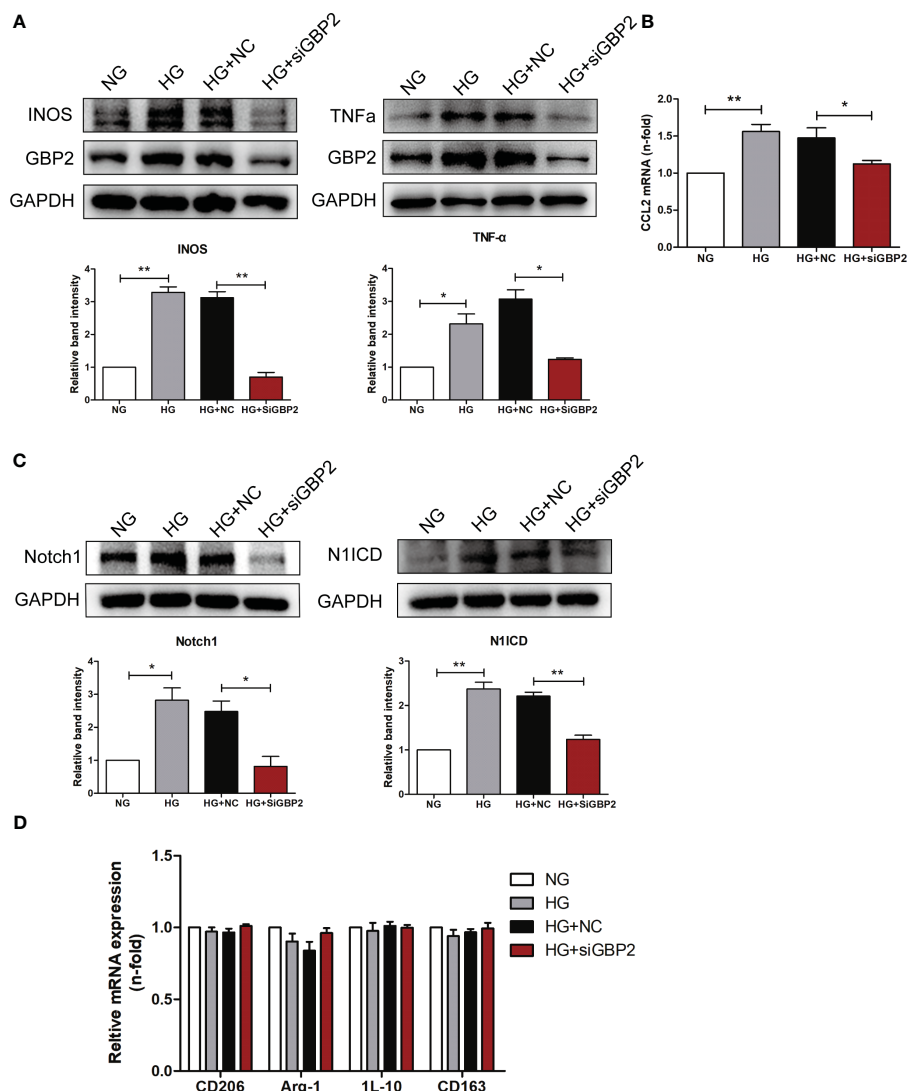 A
NG HG HG+NC HG+siGBP2
INOS
GBP2
GAPDH
NG HG HG+NC HG+siGBP2
TNFa
GBP2
GAPDH
INOS
Relatilve band intensity
4
3
2
1
0
** **
NG HG HG+NC HG+SiGBP2
TNF-α
Relatilve band intensity
4
3
2
1
0
* *
NG HG HG+NC HG+SiGBP2
B
CCL2 mRNA (n-fold)
2.0
1.5
1.0
0.5
0.0
** *
NG HG HG+NC HG+siGBP2
C
NG HG HG+NC HG+siGBP2
Notch1
GAPDH
NG HG HG+NC HG+siGBP2
N1ICD
GAPDH
Notch1
Relatilve band intensity
4
3
2
1
0
* *
NG HG HG+NC HG+SiGBP2
N1ICD
Relatilve band intensity
3
2
1
0
** **
NG HG HG+NC HG+SiGBP2
D
Reltive mRNA expression
(n-fold)
1.5
1.0
0.5
0.0
CD206 Arg-1 1L-10 CD163
NG
HG
HG+NC
HG+siGBP2